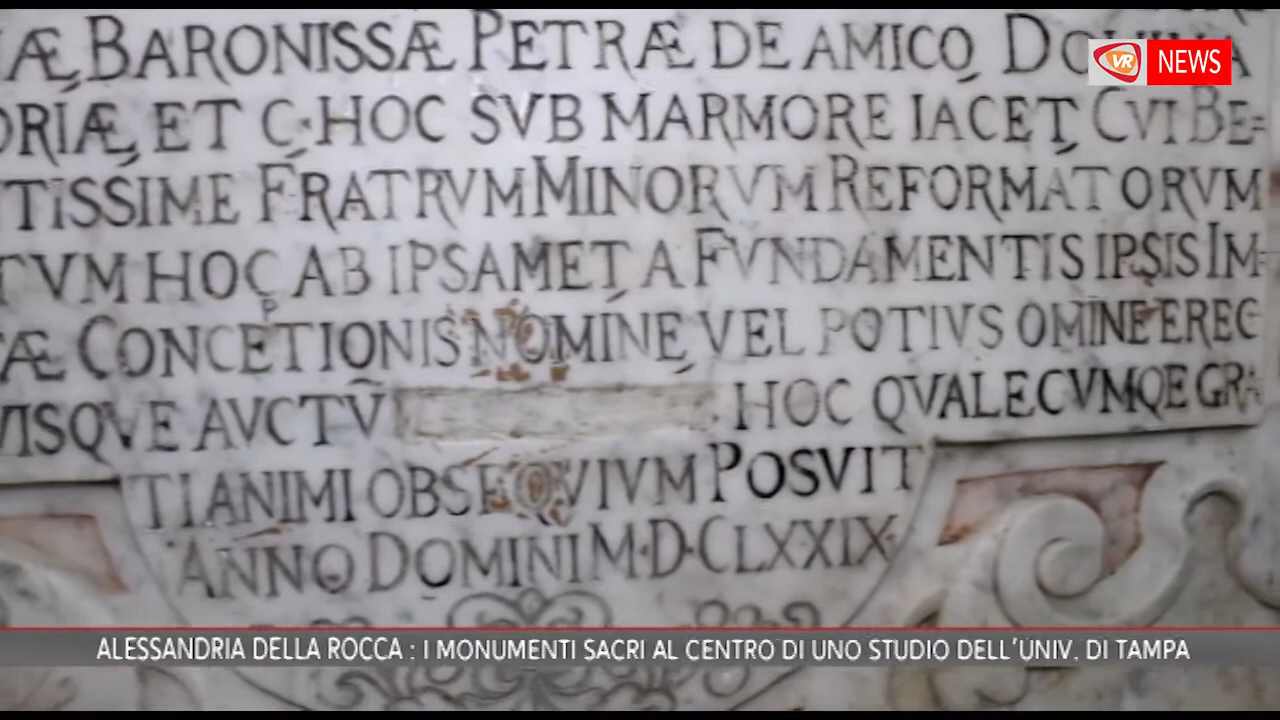 Æ BARONISSÆ PETRÆ DE AMICO, DOMINA
ORIÆ, ET C·HOC SVB MARMORE IACET, CVI BE=
TISSIME FRATRVM MINORVM REFORMATORVM
TVM HOC AB IPSAMET A FVNDAMENTIS IPSIS IM=
Æ CONCETIONIS NOMINE, VEL POTIVS OMINE EREC
VISQVE AVCTV̄ . HOC QVALECVMQE GRA
TI ANIMI OBSEQVIVM POSVIT
ANNO DOMINI M·D·CLXXIX·
VR NEWS
ALESSANDRIA DELLA ROCCA : I MONUMENTI SACRI AL CENTRO DI UNO STUDIO DELL'UNIV. DI TAMPA